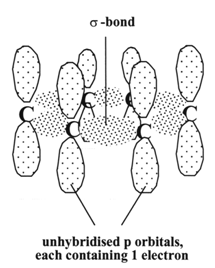 σ-bond
C C
C C
C C
unhybridised p orbitals,
each containing 1 electron